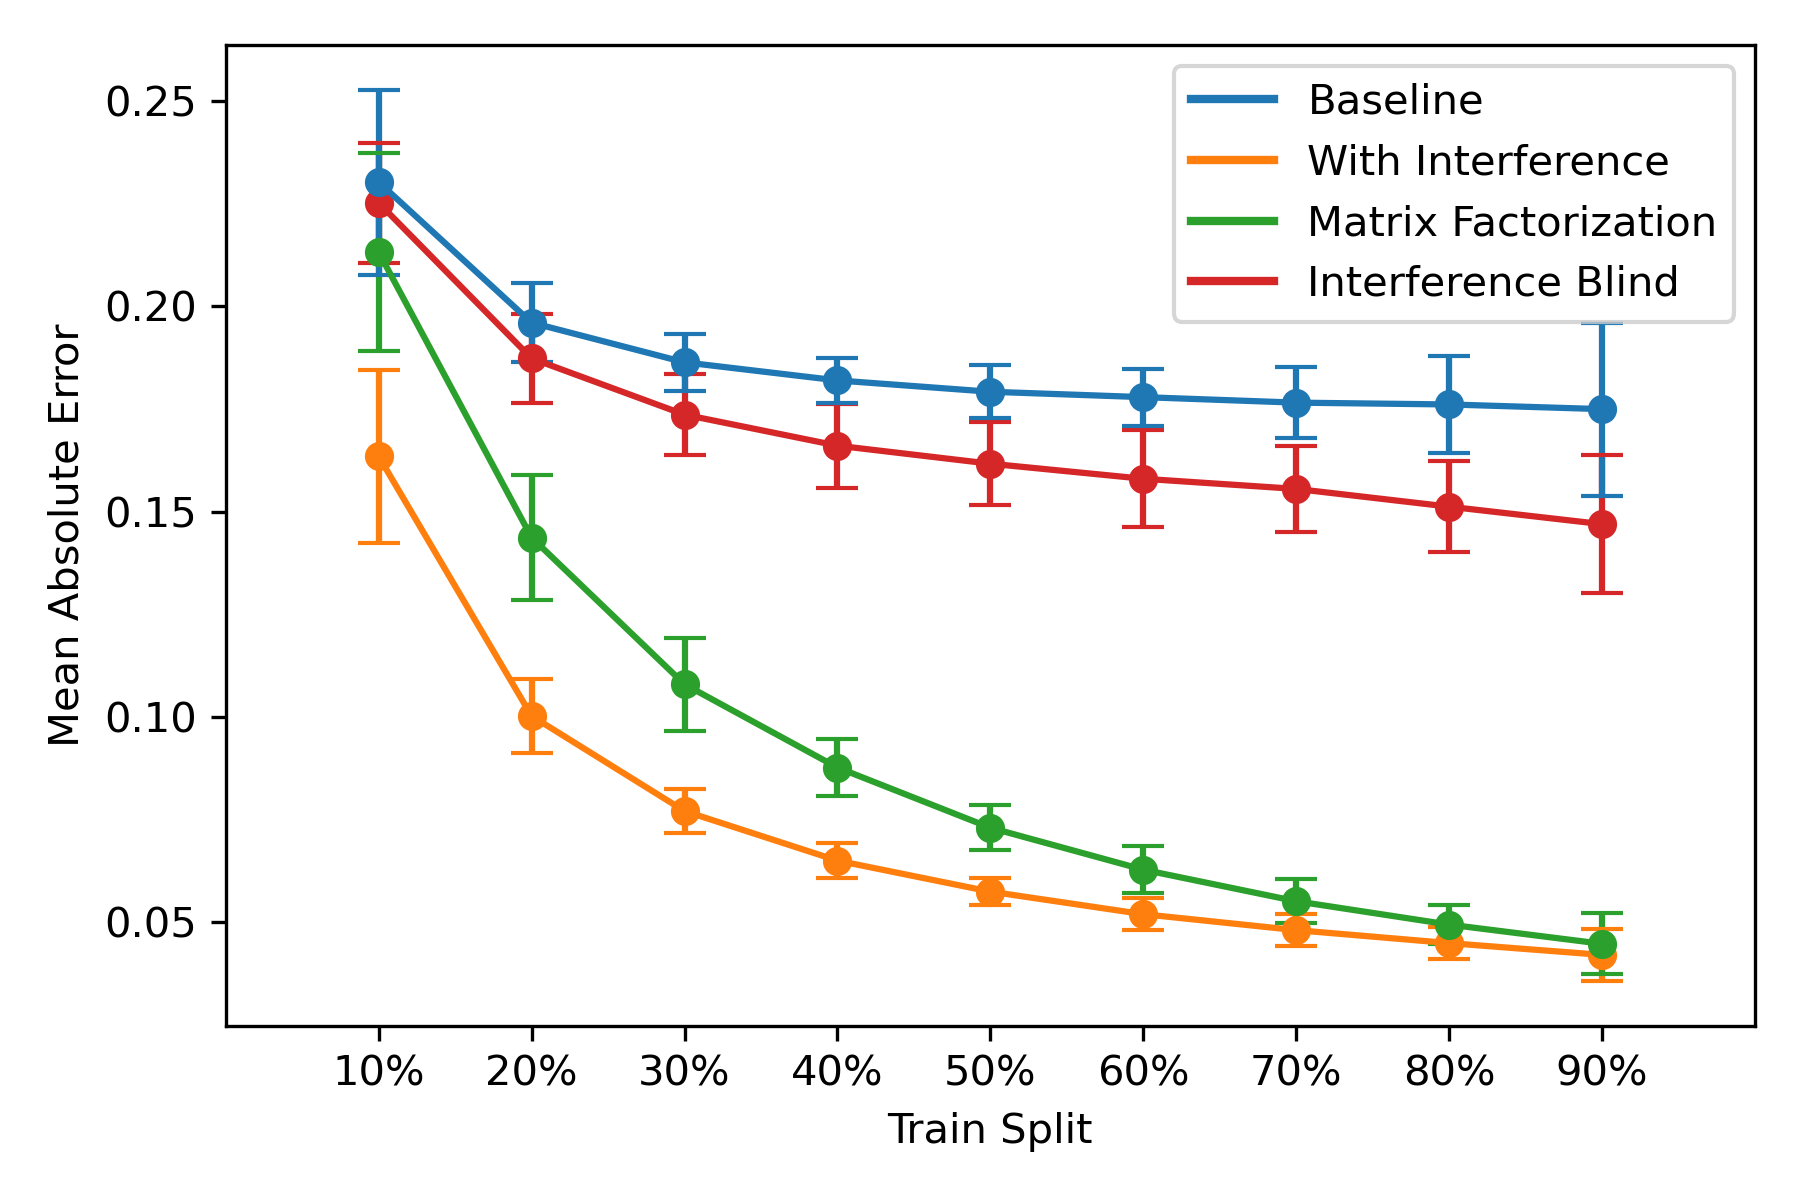 0.25
0.20
0.15
0.10
0.05
Mean Absolute Error
Baseline
With Interference
Matrix Factorization
Interference Blind
10% 20% 30% 40% 50% 60% 70% 80% 90%
Train Split